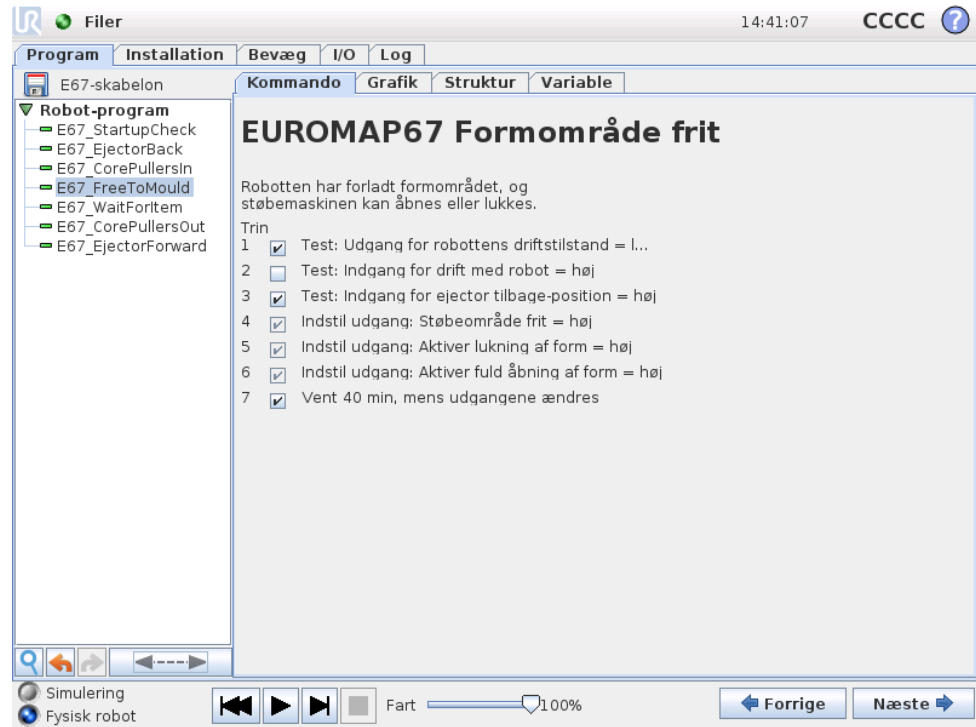 UR Filer 14:41:07 CCCC ?
Program Installation Bevæg I/O Log
E67-skabelon
Robot-program
E67_StartupCheck
E67_EjectorBack
E67_CorePullersIn
E67_FreeToMould
E67_WaitForItem
E67_CorePullersOut
E67_EjectorForward
Kommando Grafik Struktur Variable
EUROMAP67 Formområde frit
Robotten har forladt formområdet, og
støbemaskinen kan åbnes eller lukkes.
Trin
1 Test: Udgang for robottens driftstilstand = l...
2 Test: Indgang for drift med robot = høj
3 Test: Indgang for ejector tilbage-position = høj
4 Indstil udgang: Støbeområde frit = høj
5 Indstil udgang: Aktiver lukning af form = høj
6 Indstil udgang: Aktiver fuld åbning af form = høj
7 Vent 40 min, mens udgangene ændres
Simulering
Fysisk robot
Fart 100%
Forrige Næste